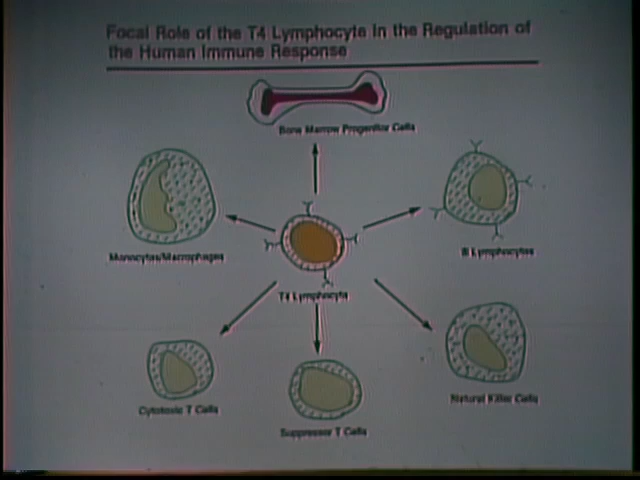 Focal Role of the T4 Lymphocyte in the Regulation of
the Human Immune Response
Bone Marrow Progenitor Cells
Monocytes/Macrophages
B Lymphocytes
T4 Lymphocyte
Cytotoxic T Cells
Suppressor T Cells
Natural Killer Cells